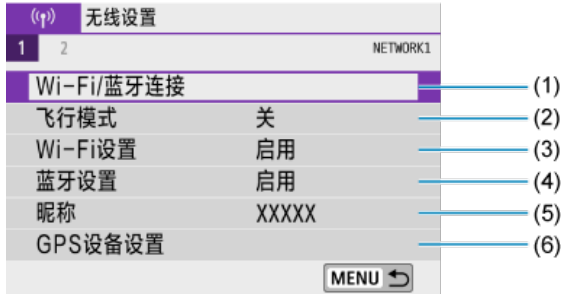 无线设置
1 2 NETWORK1
Wi-Fi/蓝牙连接 (1)
飞行模式 关 (2)
Wi-Fi设置 启用 (3)
蓝牙设置 启用 (4)
昵称 XXXXX (5)
GPS设备设置 (6)
MENU